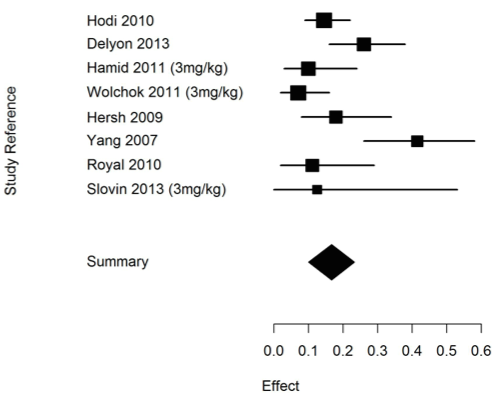 Study Reference
Hodi 2010
Delyon 2013
Hamid 2011 (3mg/kg)
Wolchok 2011 (3mg/kg)
Hersh 2009
Yang 2007
Royal 2010
Slovin 2013 (3mg/kg)
Summary
0.0 0.1 0.2 0.3 0.4 0.5 0.6
Effect